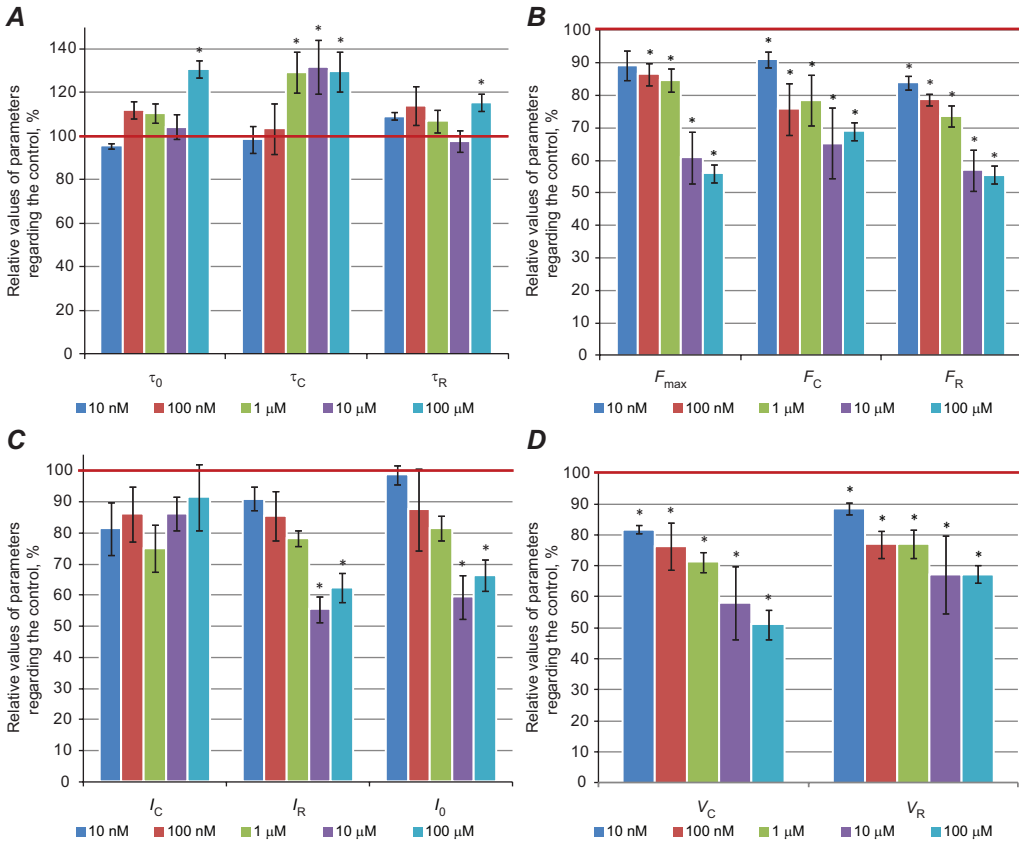 A
Relative values of parameters
regarding the control, %
140
120
100
80
60
40
20
0
* * * * *
τ0 τC τR
10 nM 100 nM 1 μM 10 μM 100 μM
B
Relative values of parameters
regarding the control, %
100
90
80
70
60
50
40
30
20
10
0
* * * * * * * * * * * * * *
Fmax FC FR
10 nM 100 nM 1 μM 10 μM 100 μM
C
Relative values of parameters
regarding the control, %
100
90
80
70
60
50
40
30
20
10
0
* * * *
IC IR I0
10 nM 100 nM 1 μM 10 μM 100 μM
D
Relative values of parameters
regarding the control, %
100
90
80
70
60
50
40
30
20
10
0
* * * * * * * * * *
VC VR
10 nM 100 nM 1 μM 10 μM 100 μM